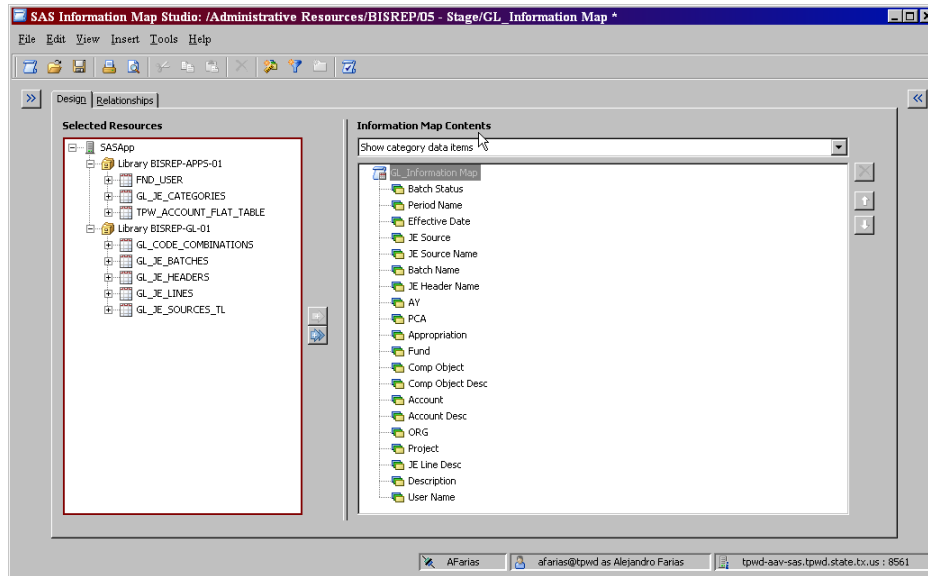 SAS Information Map Studio: /Administrative Resources/BISREP/05 - Stage/GL_Information Map *
File Edit View Insert Tools Help
Design Relationships
Selected Resources
SASApp
Library BISREP-APPS-01
FND_USER
GL_JE_CATEGORIES
TPW_ACCOUNT_FLAT_TABLE
Library BISREP-GL-01
GL_CODE_COMBINATIONS
GL_JE_BATCHES
GL_JE_HEADERS
GL_JE_LINES
GL_JE_SOURCES_TL
Information Map Contents
Show category data items
GL_Information Map
Batch Status
Period Name
Effective Date
JE Source
JE Source Name
Batch Name
JE Header Name
AY
PCA
Appropriation
Fund
Comp Object
Comp Object Desc
Account
Account Desc
ORG
Project
JE Line Desc
Description
User Name
AFarias afarias@tpwd as Alejandro Farias tpwd-aav-sas.tpwd.state.tx.us : 8561